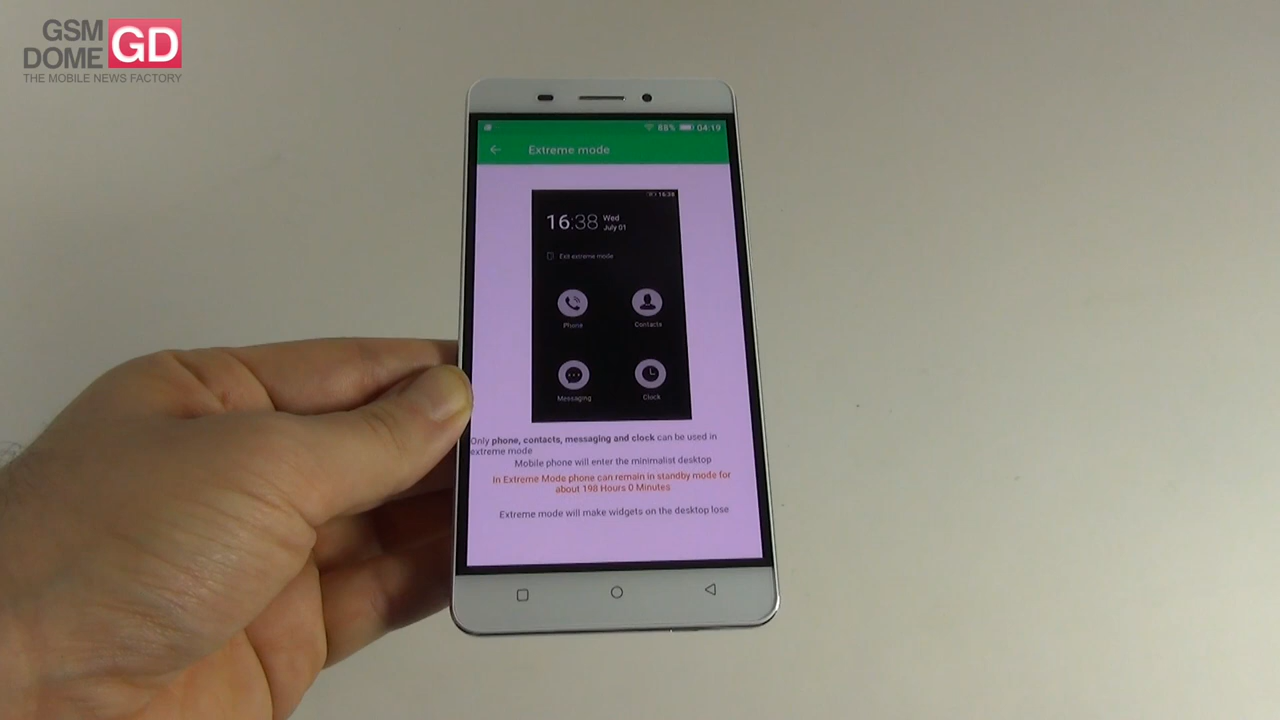 GSM
DOME GD
THE MOBILE NEWS FACTORY
88% 04:19
Extreme mode
16:38
16:38 Wed
July 01
Exit extreme mode
Phone Contacts
Messaging Clock
Only phone, contacts, messaging and clock can be used in
extreme mode
Mobile phone will enter the minimalist desktop
In Extreme Mode phone can remain in standby mode for
about 198 Hours 0 Minutes
Extreme mode will make widgets on the desktop lose